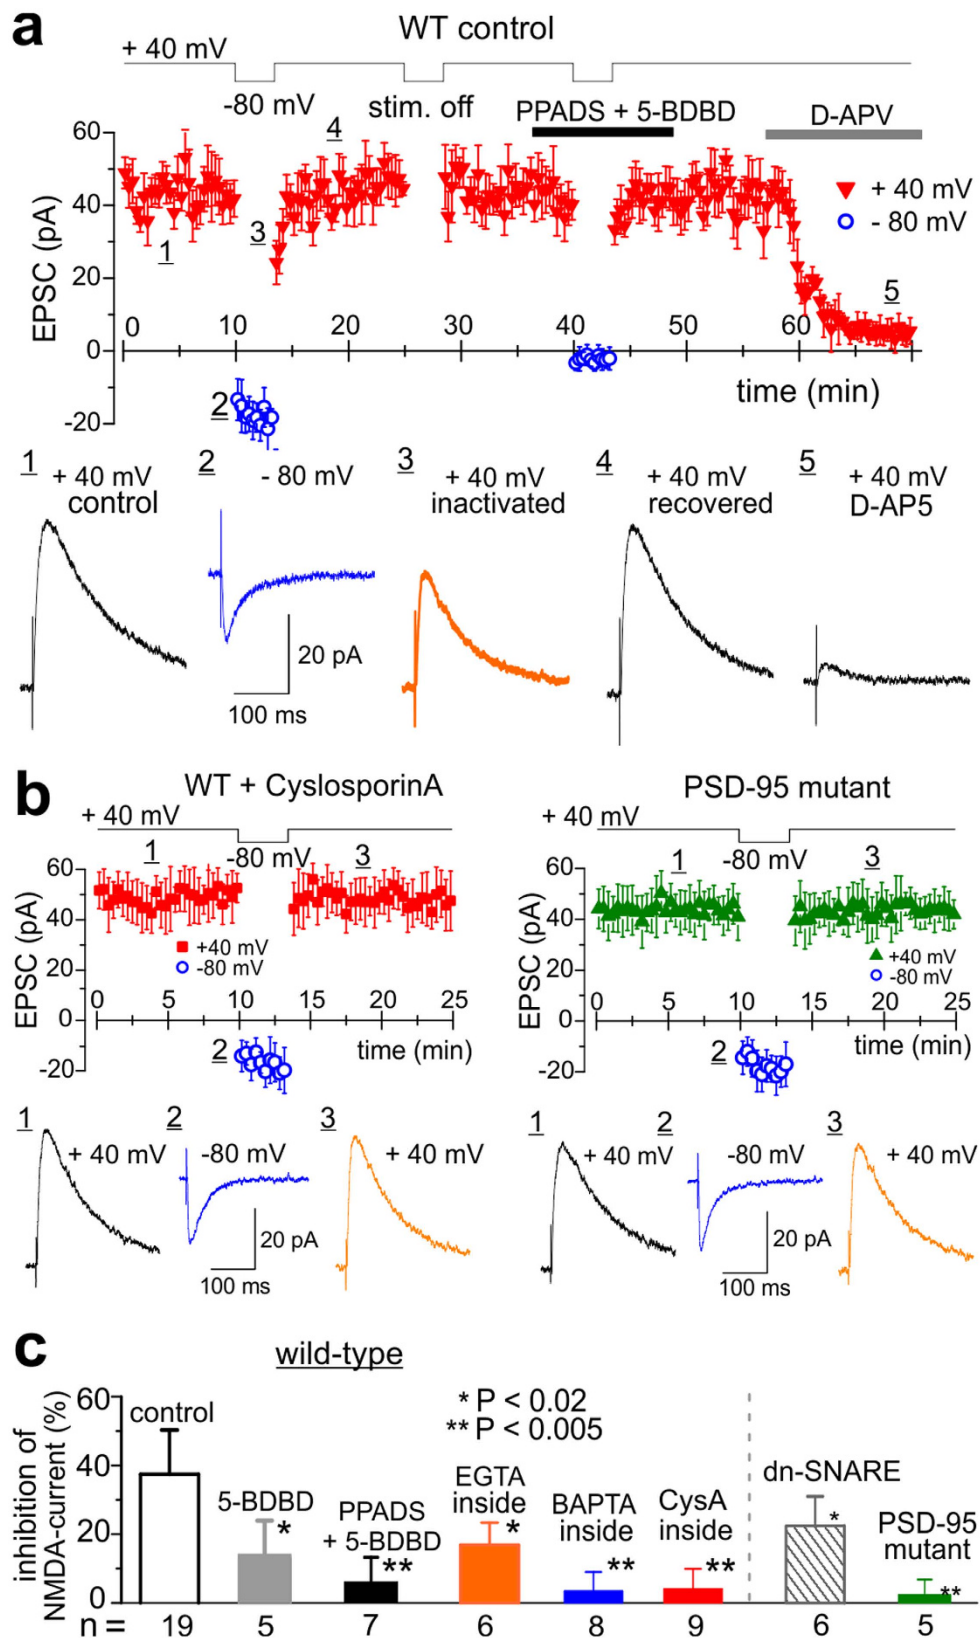 a
WT control
+ 40 mV
-80 mV
stim. off
PPADS + 5-BDBD
D-APV
EPSC (pA)
60
40
20
0
-20
1
2
3
4
5
+ 40 mV
- 80 mV
0 10 20 30 40 50 60
time (min)
1 + 40 mV
control
2 - 80 mV
3 + 40 mV
inactivated
4 + 40 mV
recovered
5 + 40 mV
D-AP5
20 pA
100 ms
b
WT + CyslosporinA
+ 40 mV
-80 mV
EPSC (pA)
60
40
20
0
-20
1
2
3
+40 mV
-80 mV
0 5 10 15 20 25
time (min)
1 + 40 mV
2 -80 mV
3 + 40 mV
20 pA
100 ms
PSD-95 mutant
+ 40 mV
-80 mV
EPSC (pA)
60
40
20
0
-20
1
2
3
+40 mV
-80 mV
0 5 10 15 20 25
time (min)
1 + 40 mV
2 -80 mV
3 + 40 mV
20 pA
100 ms
c
wild-type
inhibition of
NMDA-current (%)
60
40
20
0
* P < 0.02
** P < 0.005
control
5-BDBD
*
PPADS
+ 5-BDBD
**
EGTA
inside
*
BAPTA
inside
**
CysA
inside
**
dn-SNARE
*
PSD-95
mutant
**
n = 19 5 7 6 8 9 6 5